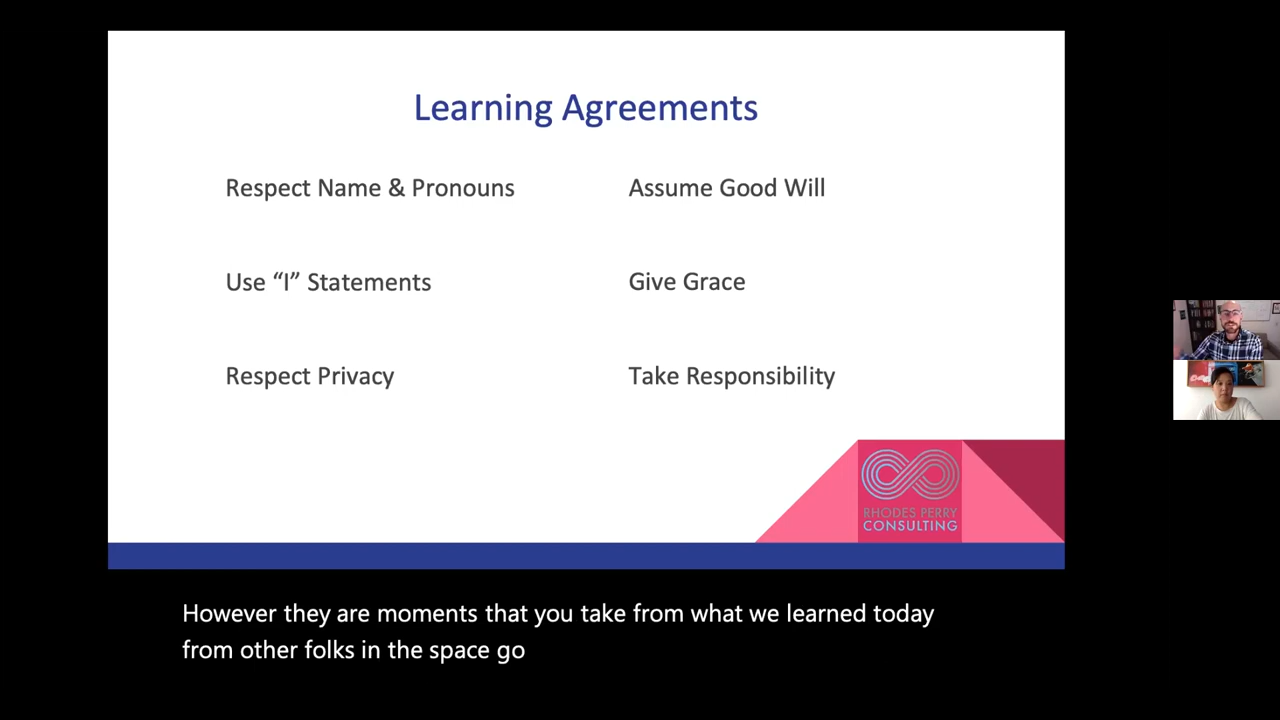 Learning Agreements
Respect Name & Pronouns
Assume Good Will
Use “I” Statements
Give Grace
Respect Privacy
Take Responsibility
RHODES PERRY
CONSULTING
However they are moments that you take from what we learned today
from other folks in the space go